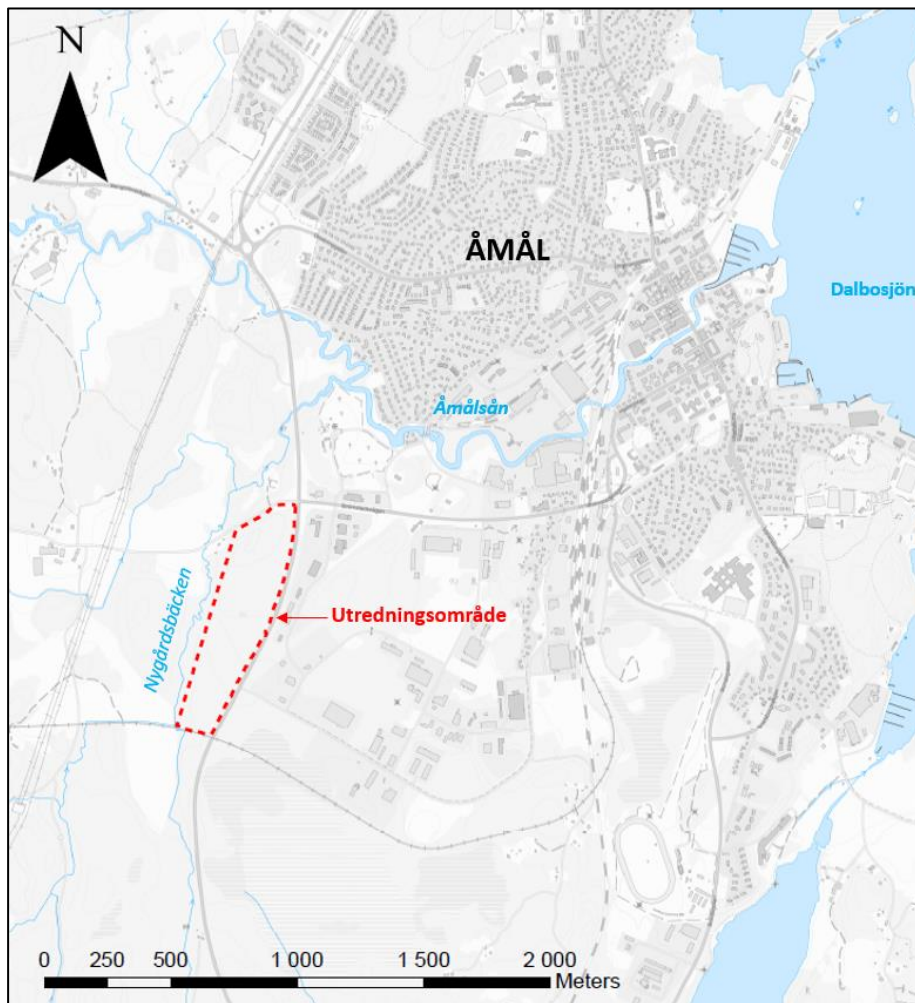 N
ÅMÅL
Dalbosjön
Åmålsån
Nygårdsbäcken
Utredningsområde
0 250 500 1 000 1 500 2 000
Meters